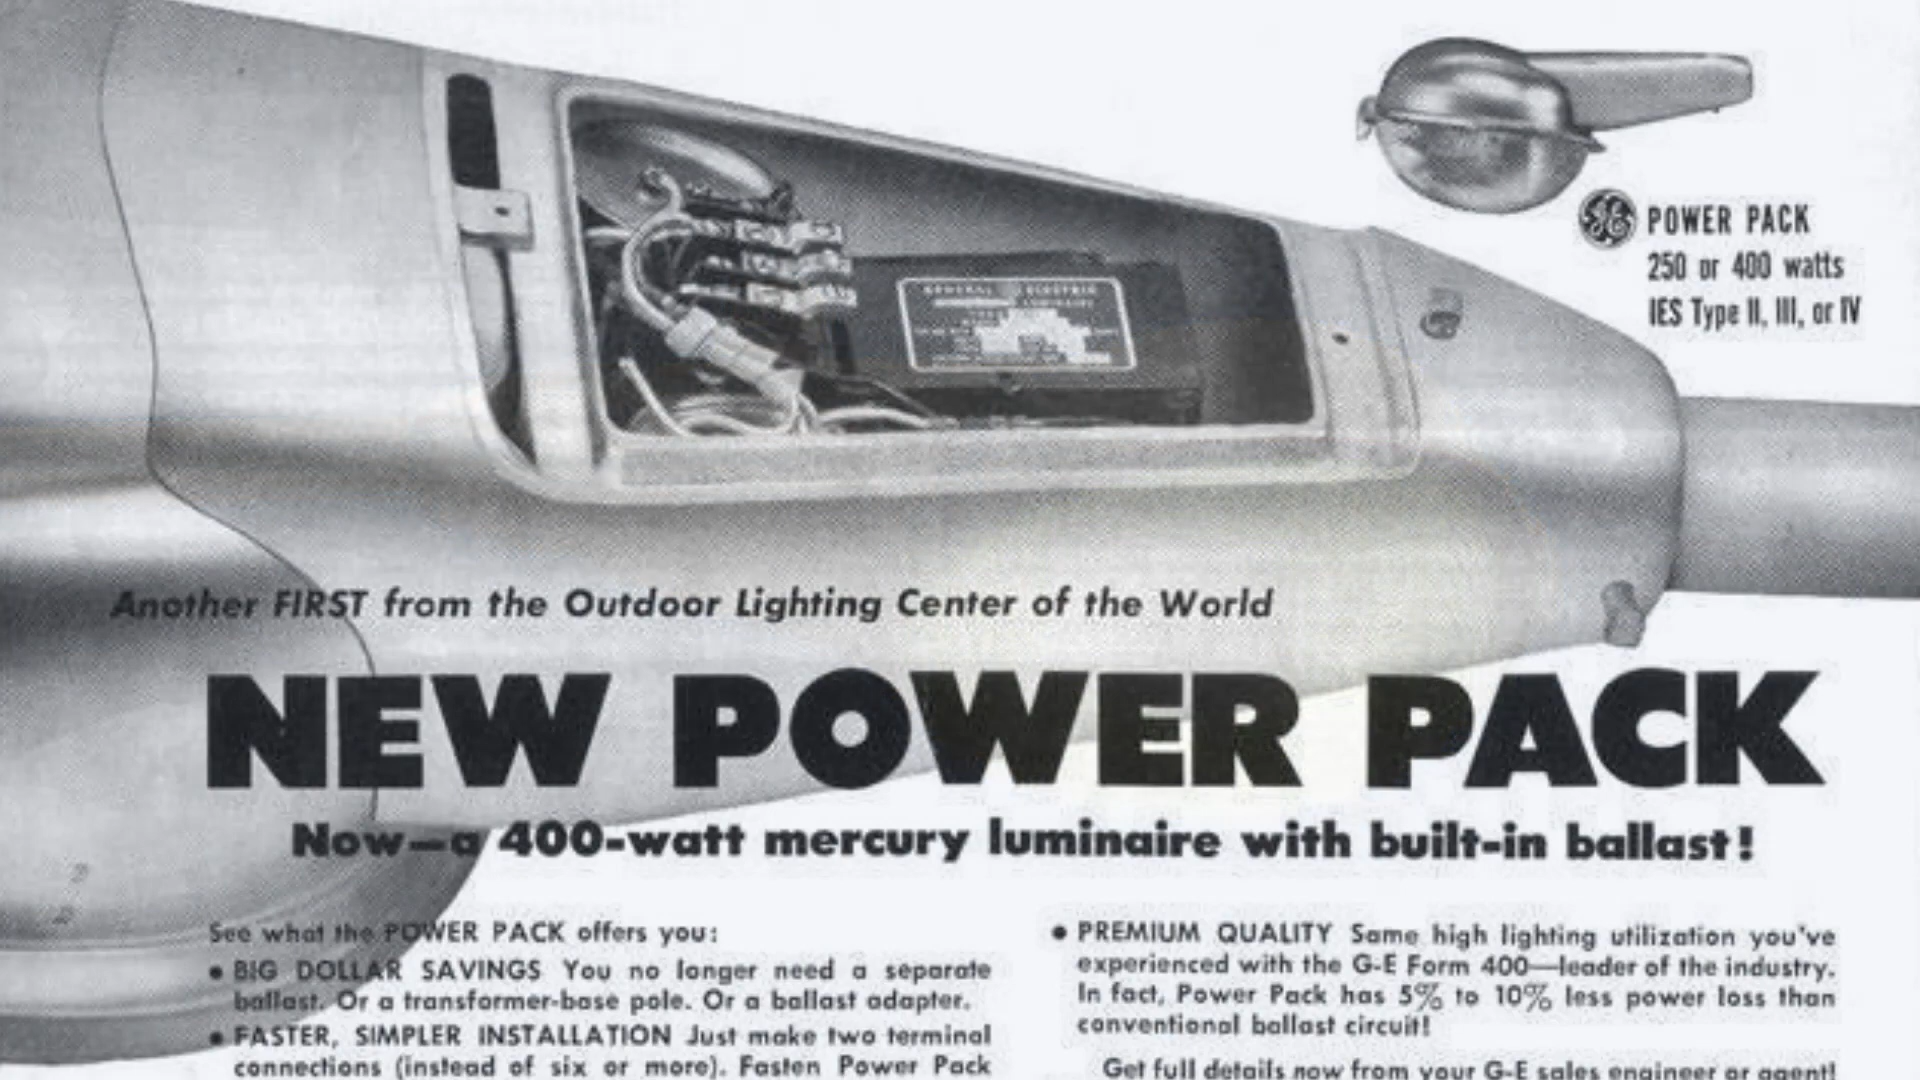 POWER PACK
250 or 400 watts
IES Type II, III, or IV
GENERAL ELECTRIC
LUMINAIRE
Another FIRST from the Outdoor Lighting Center of the World
NEW POWER PACK
Now—a 400-watt mercury luminaire with built-in ballast!
See what the POWER PACK offers you:
• BIG DOLLAR SAVINGS You no longer need a separate
ballast. Or a transformer-base pole. Or a ballast adapter.
• FASTER, SIMPLER INSTALLATION Just make two terminal
connections (instead of six or more). Fasten Power Pack
• PREMIUM QUALITY Same high lighting utilization you've
experienced with the G-E Form 400—leader of the industry.
In fact, Power Pack has 5% to 10% less power loss than
conventional ballast circuit!
Get full details now from your G-E sales engineer or agent!